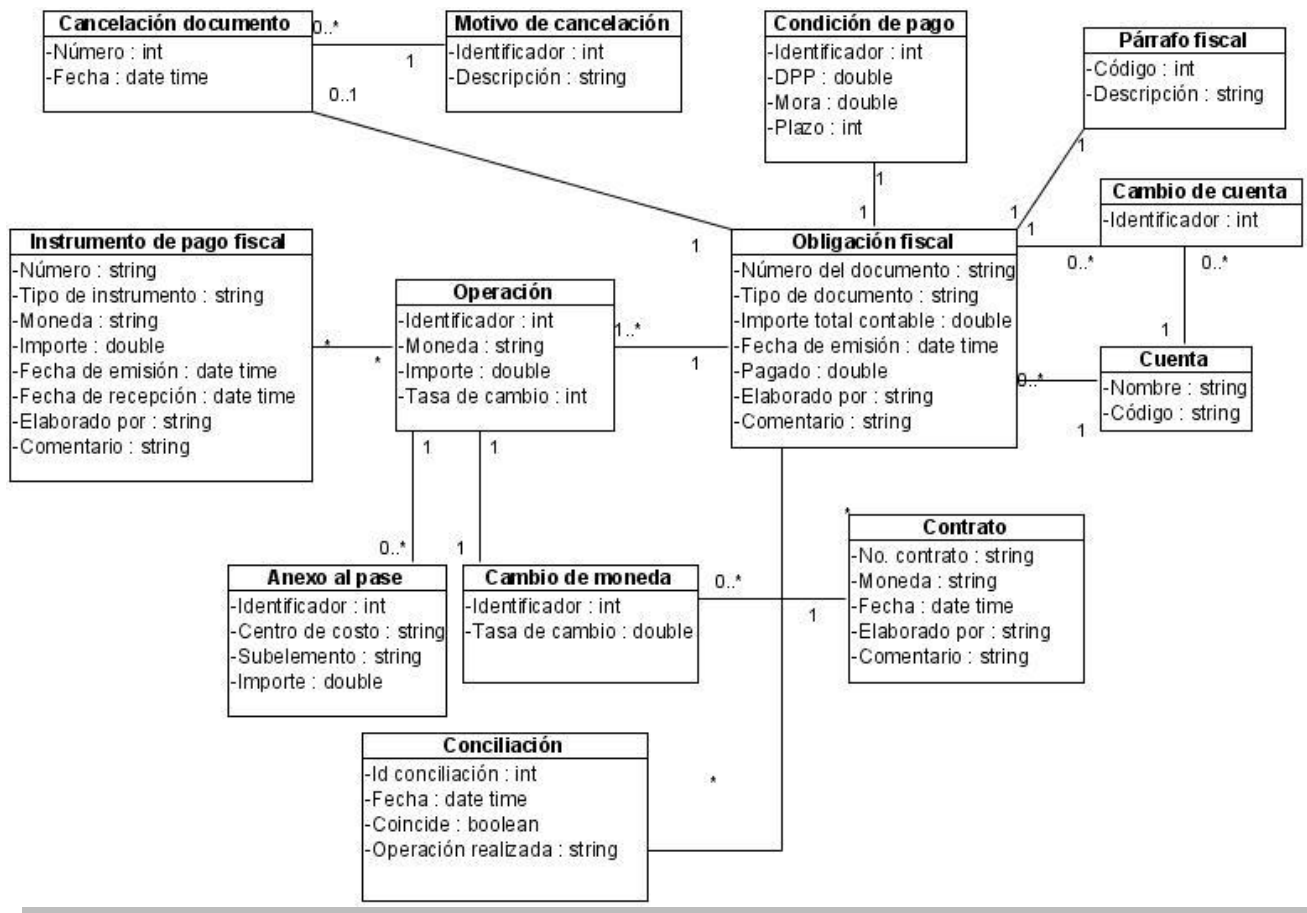 Cancelación documento
-Número : int
-Fecha : date time
0..*
1
Motivo de cancelación
-Identificador : int
-Descripción : string
0..1
Condición de pago
-Identificador : int
-DPP : double
-Mora : double
-Plazo : int
1
1
Párrafo fiscal
-Código : int
-Descripción : string
1
1
Cambio de cuenta
-Identificador : int
1
0..*
0..*
1
Instrumento de pago fiscal
-Número : string
-Tipo de instrumento : string
-Moneda : string
-Importe : double
-Fecha de emisión : date time
-Fecha de recepción : date time
-Elaborado por : string
-Comentario : string
*
*
Operación
-Identificador : int
-Moneda : string
-Importe : double
-Tasa de cambio : int
1..*
1
1
Obligación fiscal
-Número del documento : string
-Tipo de documento : string
-Importe total contable : double
-Fecha de emisión : date time
-Pagado : double
-Elaborado por : string
-Comentario : string
0..*
1
Cuenta
-Nombre : string
-Código : string
1
1
0..*
1
Anexo al pase
-Identificador : int
-Centro de costo : string
-Subelemento : string
-Importe : double
Cambio de moneda
-Identificador : int
-Tasa de cambio : double
0..*
1
*
Contrato
-No. contrato : string
-Moneda : string
-Fecha : date time
-Elaborado por : string
-Comentario : string
Conciliación
-Id conciliación : int
-Fecha : date time
-Coincide : boolean
-Operación realizada : string
*